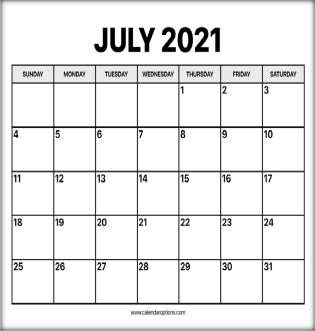 JULY 2021
SUNDAY MONDAY TUESDAY WEDNESDAY THURSDAY FRIDAY SATURDAY
1 2 3
4 5 6 7 8 9 10
11 12 13 14 15 16 17
18 19 20 21 22 23 24
25 26 27 28 29 30 31
www.calendaroptions.com